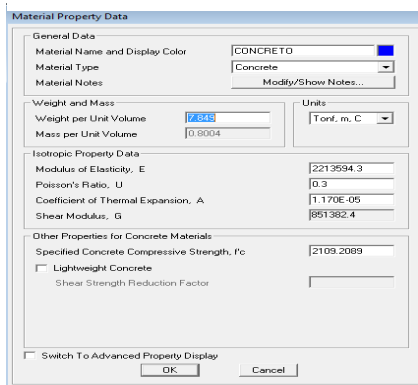 Material Property Data
General Data
Material Name and Display Color CONCRETO
Material Type Concrete
Material Notes Modify/Show Notes...
Weight and Mass Units
Weight per Unit Volume 7.849 Tonf, m, C
Mass per Unit Volume 0.8004
Isotropic Property Data
Modulus of Elasticity, E 2213594.3
Poisson's Ratio, U 0.3
Coefficient of Thermal Expansion, A 1.170E-05
Shear Modulus, G 851382.4
Other Properties for Concrete Materials
Specified Concrete Compressive Strength, f'c 2109.2089
Lightweight Concrete
Shear Strength Reduction Factor
Switch To Advanced Property Display
OK Cancel